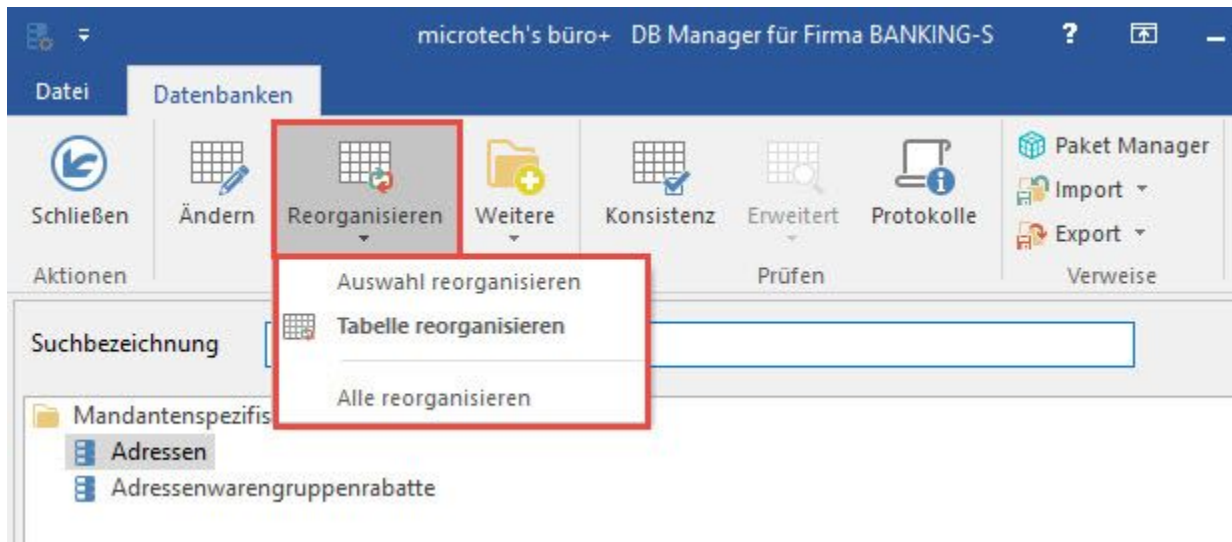 microtech's büro+ DB Manager für Firma BANKING-S ?
Datei Datenbanken
Schließen Ändern Reorganisieren Weitere Konsistenz Erweitert Protokolle
Paket Manager
Import
Export
Aktionen Prüfen Verweise
Auswahl reorganisieren
Tabelle reorganisieren
Alle reorganisieren
Suchbezeichnung
Mandantenspezifis
Adressen
Adressenwarengruppenrabatte